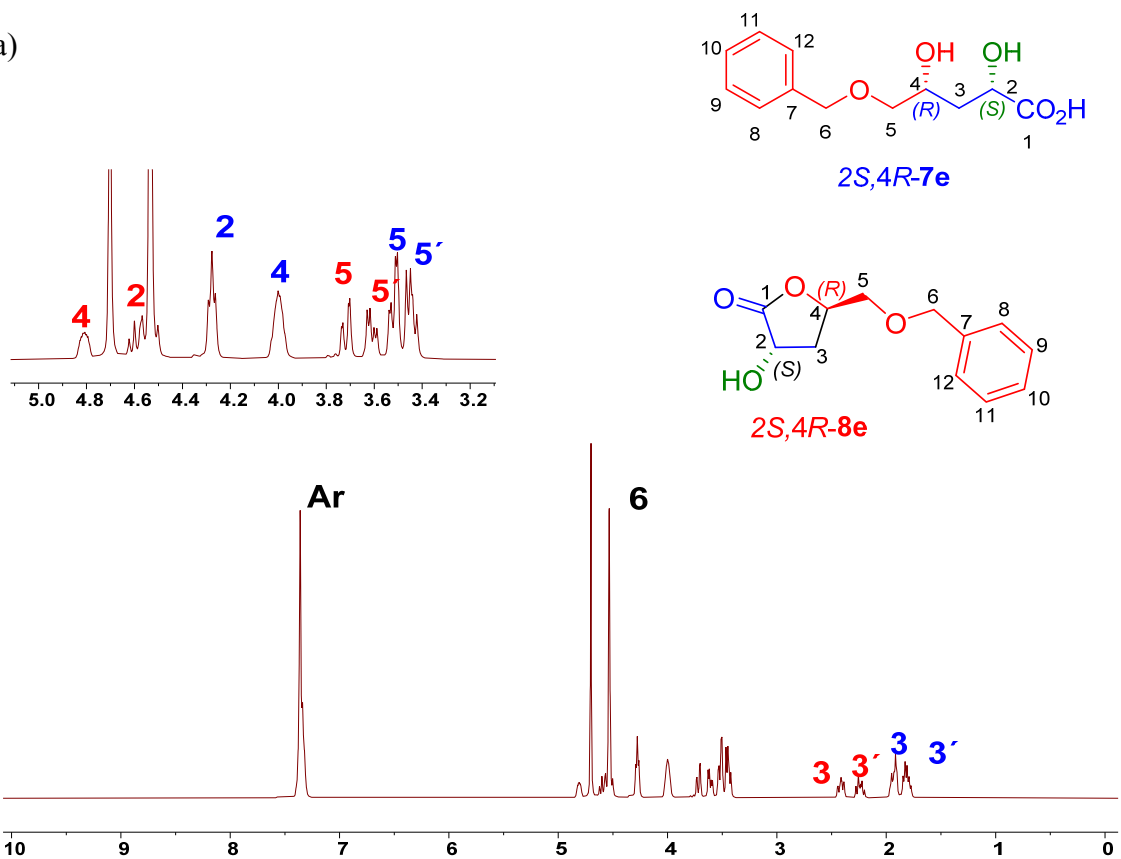 a)
11
10
12
9
8
7
6
O
5
OH
4
(R)
3
OH
2
(S)
CO₂H
1
2S,4R-7e
4
2
2
4
5
5´
5
5´
5.0 4.8 4.6 4.4 4.2 4.0 3.8 3.6 3.4 3.2
O
1
O
(R)
4
5
O
6
7
8
9
10
11
12
2
(S)
3
HO
2S,4R-8e
Ar
6
3
3´
3
3´
10 9 8 7 6 5 4 3 2 1 0